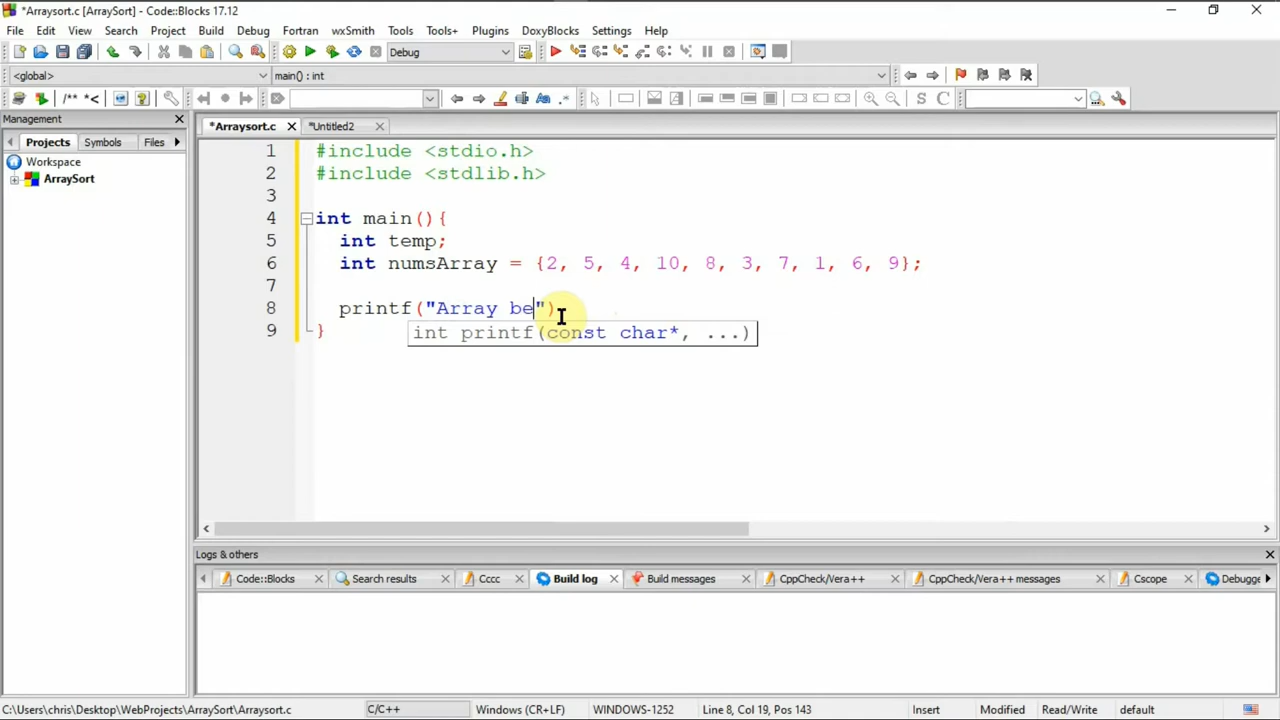 *Arraysort.c [ArraySort] - Code::Blocks 17.12
File Edit View Search Project Build Debug Fortran wxSmith Tools Tools+ Plugins DoxyBlocks Settings Help
Debug
<global> main() : int
/** *< S C
Management
*Arraysort.c *Untitled2
Projects Symbols Files
Workspace
ArraySort
1 #include <stdio.h>
2 #include <stdlib.h>
3
4 int main(){
5 int temp;
6 int numsArray = {2, 5, 4, 10, 8, 3, 7, 1, 6, 9};
7
8 printf("Array be")
9 }
int printf(const char*, ...)
Logs & others
Code::Blocks Search results Cccc Build log Build messages CppCheck/Vera++ CppCheck/Vera++ messages Cscope Debugge
C:\Users\chris\Desktop\WebProjects\ArraySort\Arraysort.c C/C++ Windows (CR+LF) WINDOWS-1252 Line 8, Col 19, Pos 143 Insert Modified Read/Write default